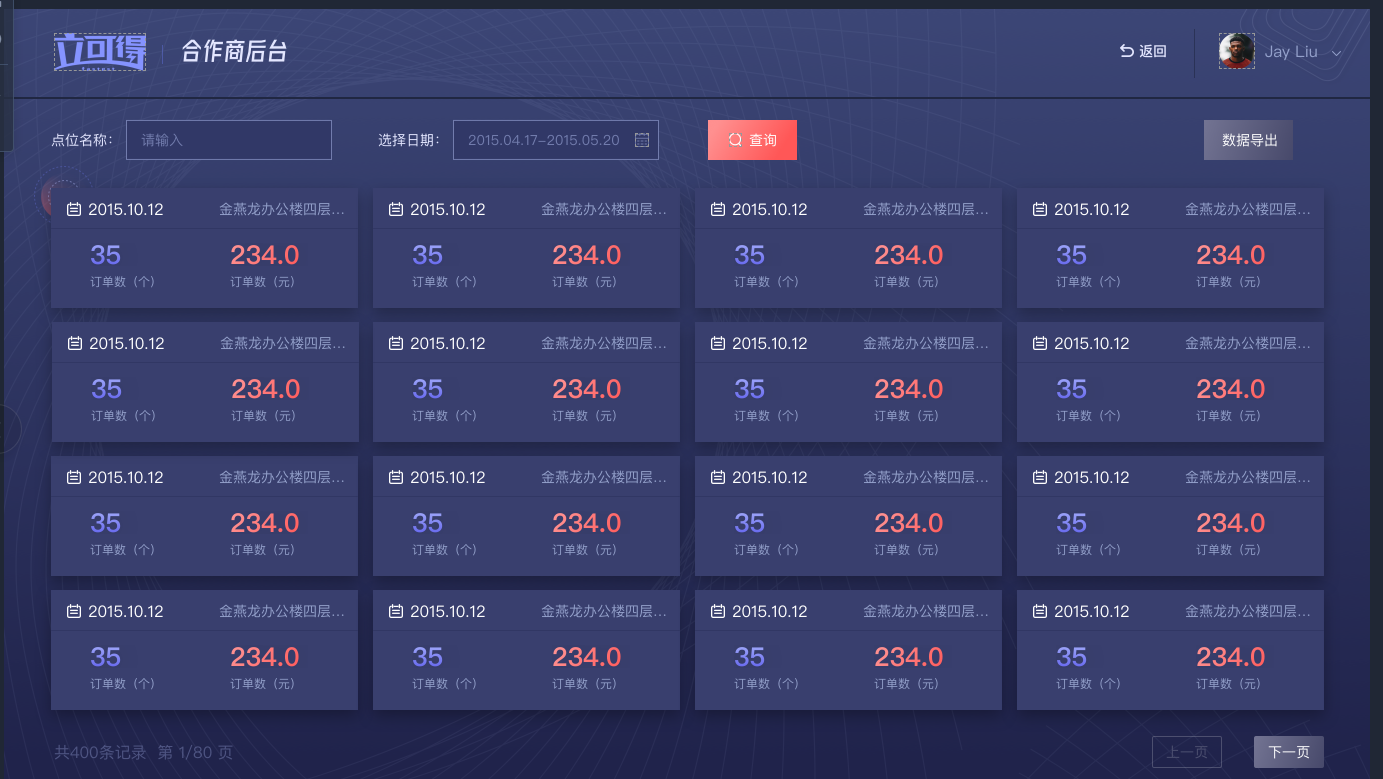 立可得 合作商后台 返回 Jay Liu
点位名称： 请输入 选择日期： 2015.04.17-2015.05.20 查询 数据导出
2015.10.12 金燕龙办公楼四层... 2015.10.12 金燕龙办公楼四层... 2015.10.12 金燕龙办公楼四层... 2015.10.12 金燕龙办公楼四层...
35 234.0 35 234.0 35 234.0 35 234.0
订单数（个） 订单数（元） 订单数（个） 订单数（元） 订单数（个） 订单数（元） 订单数（个） 订单数（元）
2015.10.12 金燕龙办公楼四层... 2015.10.12 金燕龙办公楼四层... 2015.10.12 金燕龙办公楼四层... 2015.10.12 金燕龙办公楼四层...
35 234.0 35 234.0 35 234.0 35 234.0
订单数（个） 订单数（元） 订单数（个） 订单数（元） 订单数（个） 订单数（元） 订单数（个） 订单数（元）
2015.10.12 金燕龙办公楼四层... 2015.10.12 金燕龙办公楼四层... 2015.10.12 金燕龙办公楼四层... 2015.10.12 金燕龙办公楼四层...
35 234.0 35 234.0 35 234.0 35 234.0
订单数（个） 订单数（元） 订单数（个） 订单数（元） 订单数（个） 订单数（元） 订单数（个） 订单数（元）
2015.10.12 金燕龙办公楼四层... 2015.10.12 金燕龙办公楼四层... 2015.10.12 金燕龙办公楼四层... 2015.10.12 金燕龙办公楼四层...
35 234.0 35 234.0 35 234.0 35 234.0
订单数（个） 订单数（元） 订单数（个） 订单数（元） 订单数（个） 订单数（元） 订单数（个） 订单数（元）
共400条记录 第 1/80 页 上一页 下一页